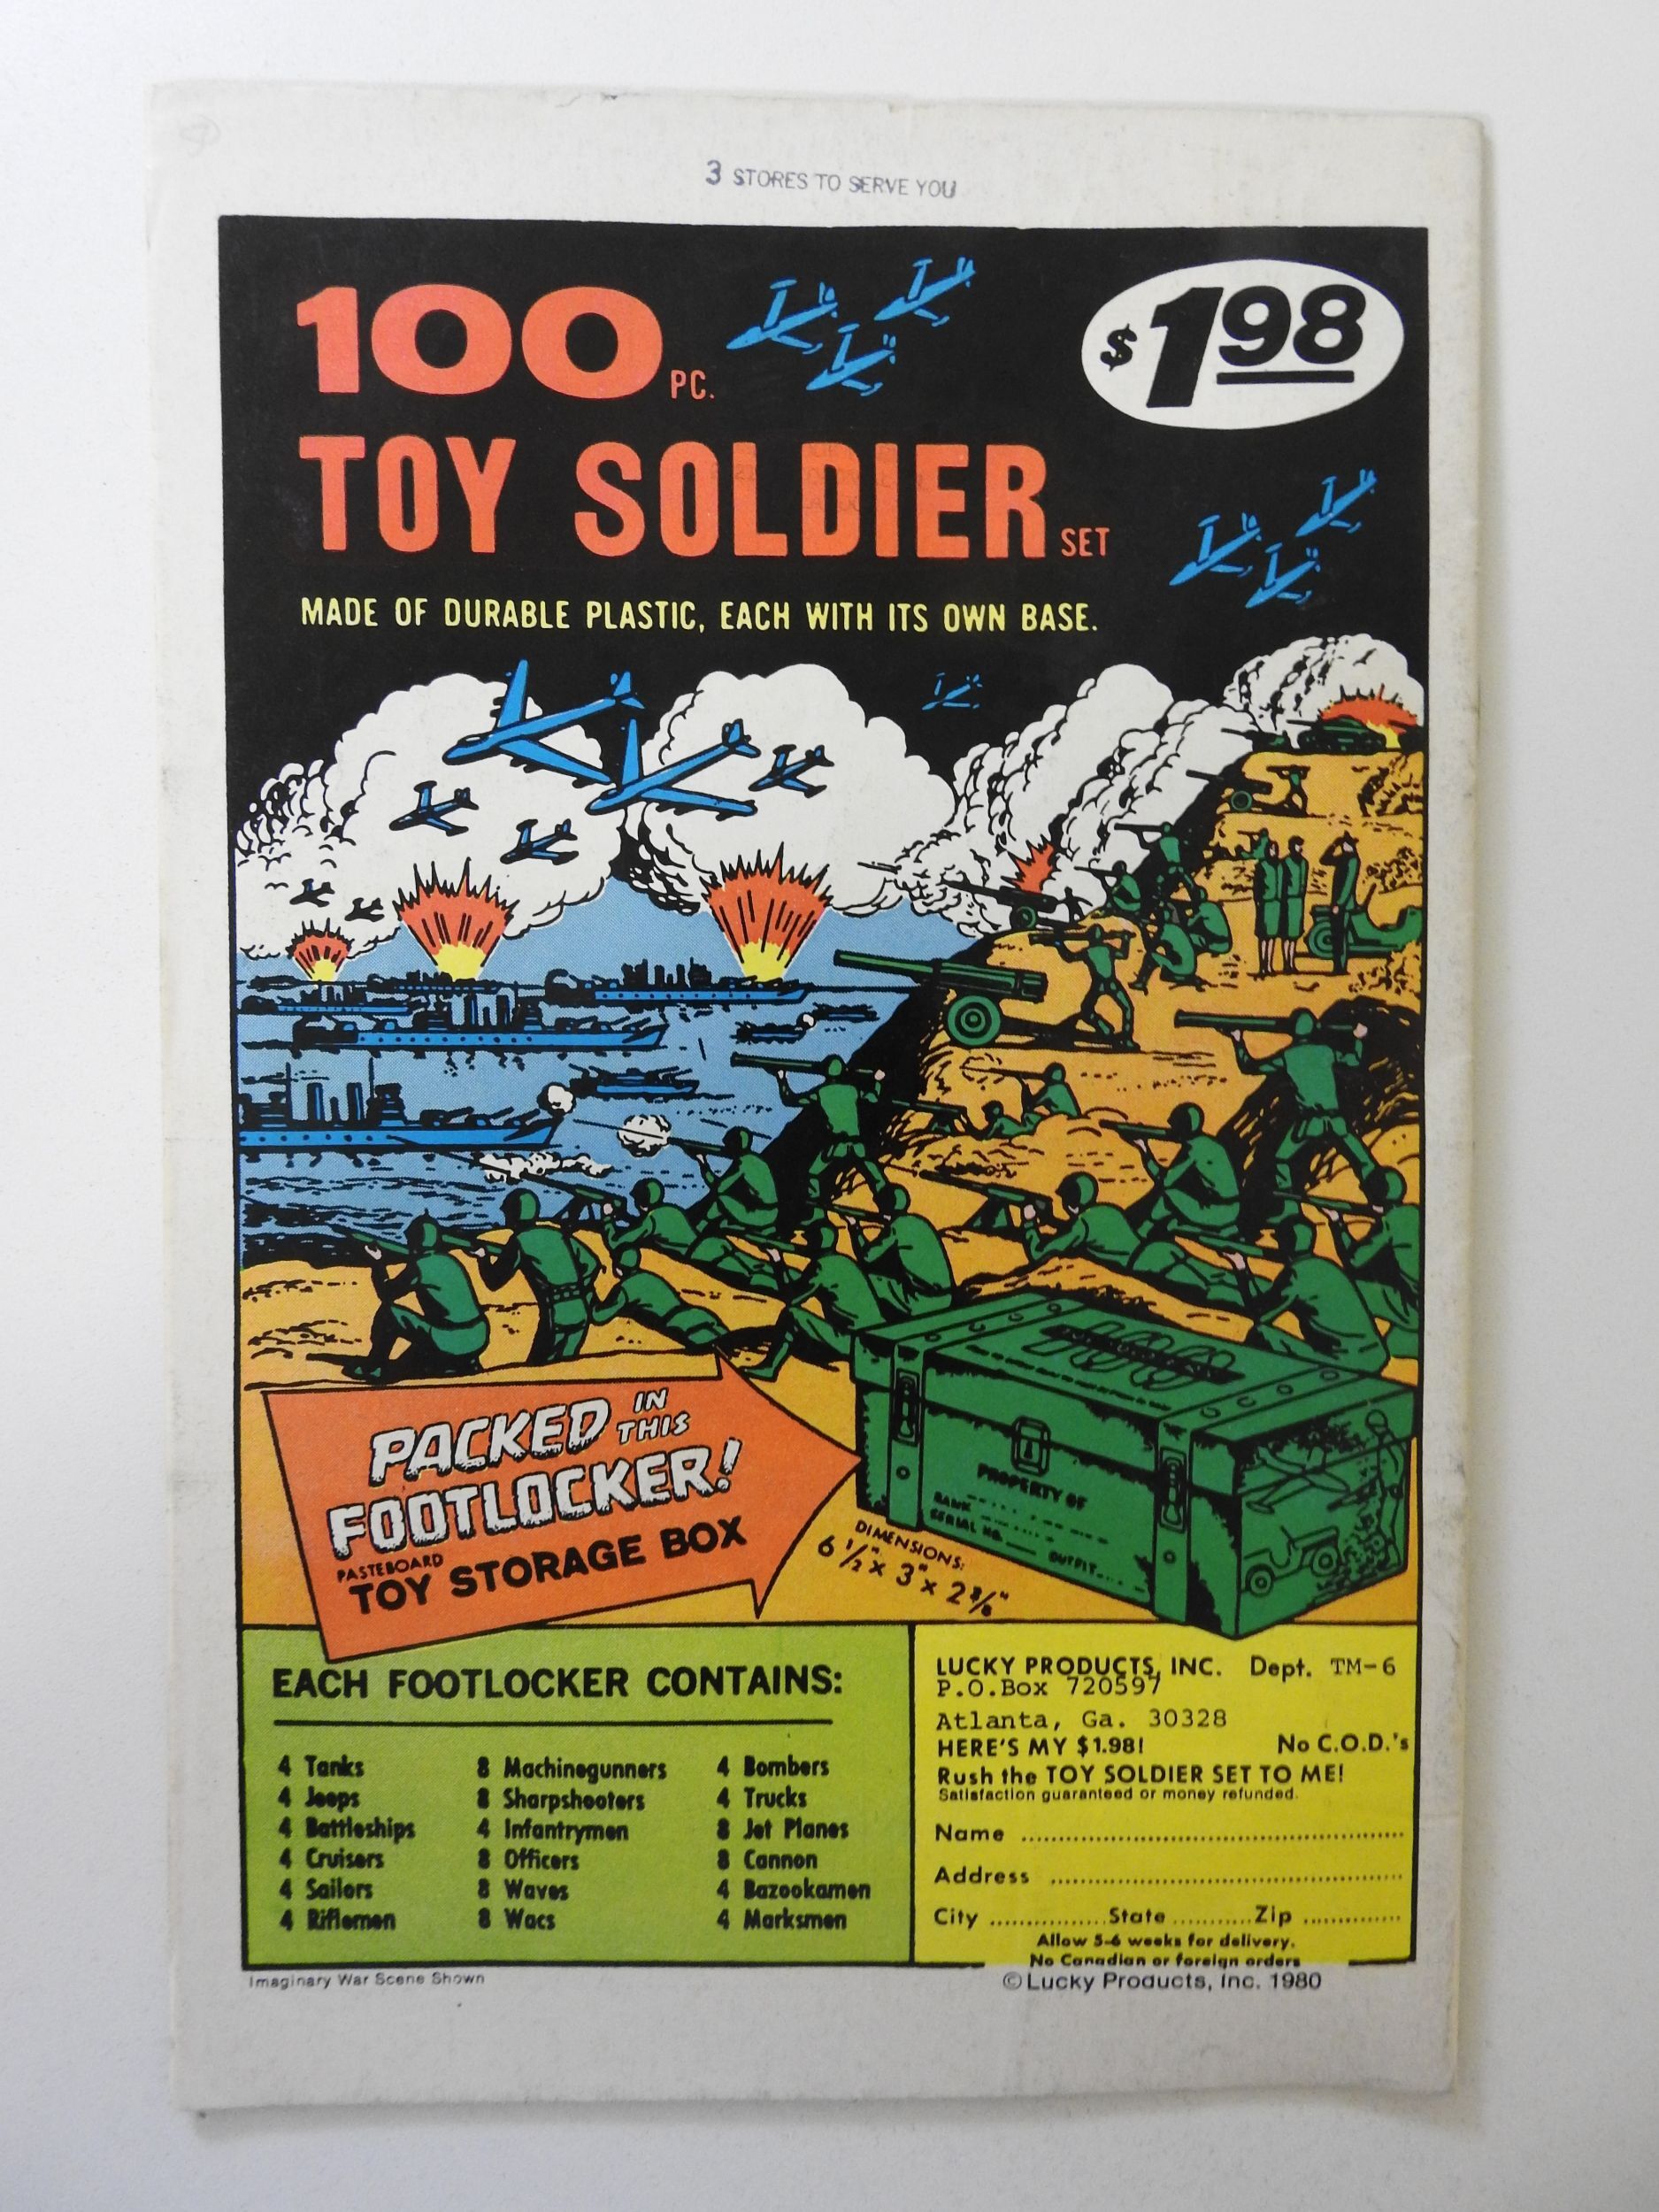 3 STORES TO SERVE YOU
100 PC.
$1.98
TOY SOLDIER SET
MADE OF DURABLE PLASTIC, EACH WITH ITS OWN BASE.
PACKED IN THIS
FOOTLOCKER!
PASTEBOARD
TOY STORAGE BOX
PROPERTY OF
RANK
SERIAL NO. OUTFIT
DIMENSIONS:
6 1/2" x 3" x 2 3/8"
EACH FOOTLOCKER CONTAINS:
4 Tanks
4 Jeeps
4 Battleships
4 Cruisers
4 Sailors
4 Riflemen
8 Machinegunners
8 Sharpshooters
4 Infantrymen
8 Officers
8 Waves
8 Wacs
4 Bombers
4 Trucks
8 Jet Planes
8 Cannon
4 Bazookamen
4 Marksmen
LUCKY PRODUCTS, INC. Dept. TM-6
P.O.Box 720597
Atlanta, Ga. 30328
HERE'S MY $1.98! No C.O.D.'s
Rush the TOY SOLDIER SET TO ME!
Satisfaction guaranteed or money refunded.
Name
Address
City State Zip
Allow 5-6 weeks for delivery.
No Canadian or foreign orders
Imaginary War Scene Shown
©Lucky Products, Inc. 1980